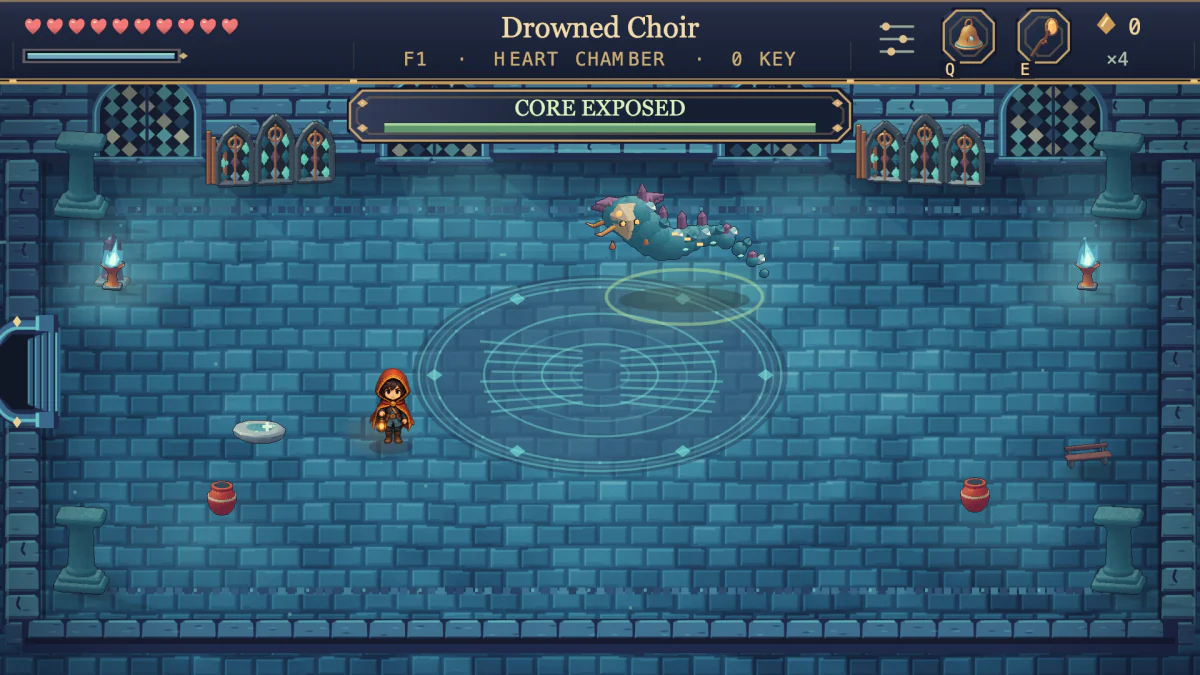 Drowned Choir
F1 · HEART CHAMBER · 0 KEY
Q
E
0
×4
CORE EXPOSED